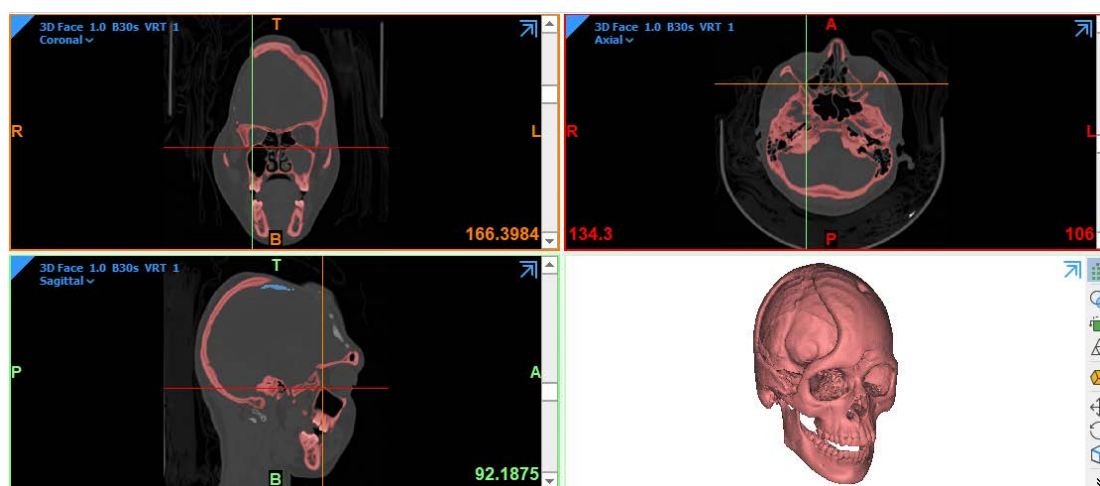 3D Face 1.0 B30s VRT 1
Coronal
T
R
L
B
166.3984
3D Face 1.0 B30s VRT 1
Axial
A
R
L
134.3
P
106
3D Face 1.0 B30s VRT 1
Sagittal
T
P
A
B
92.1875